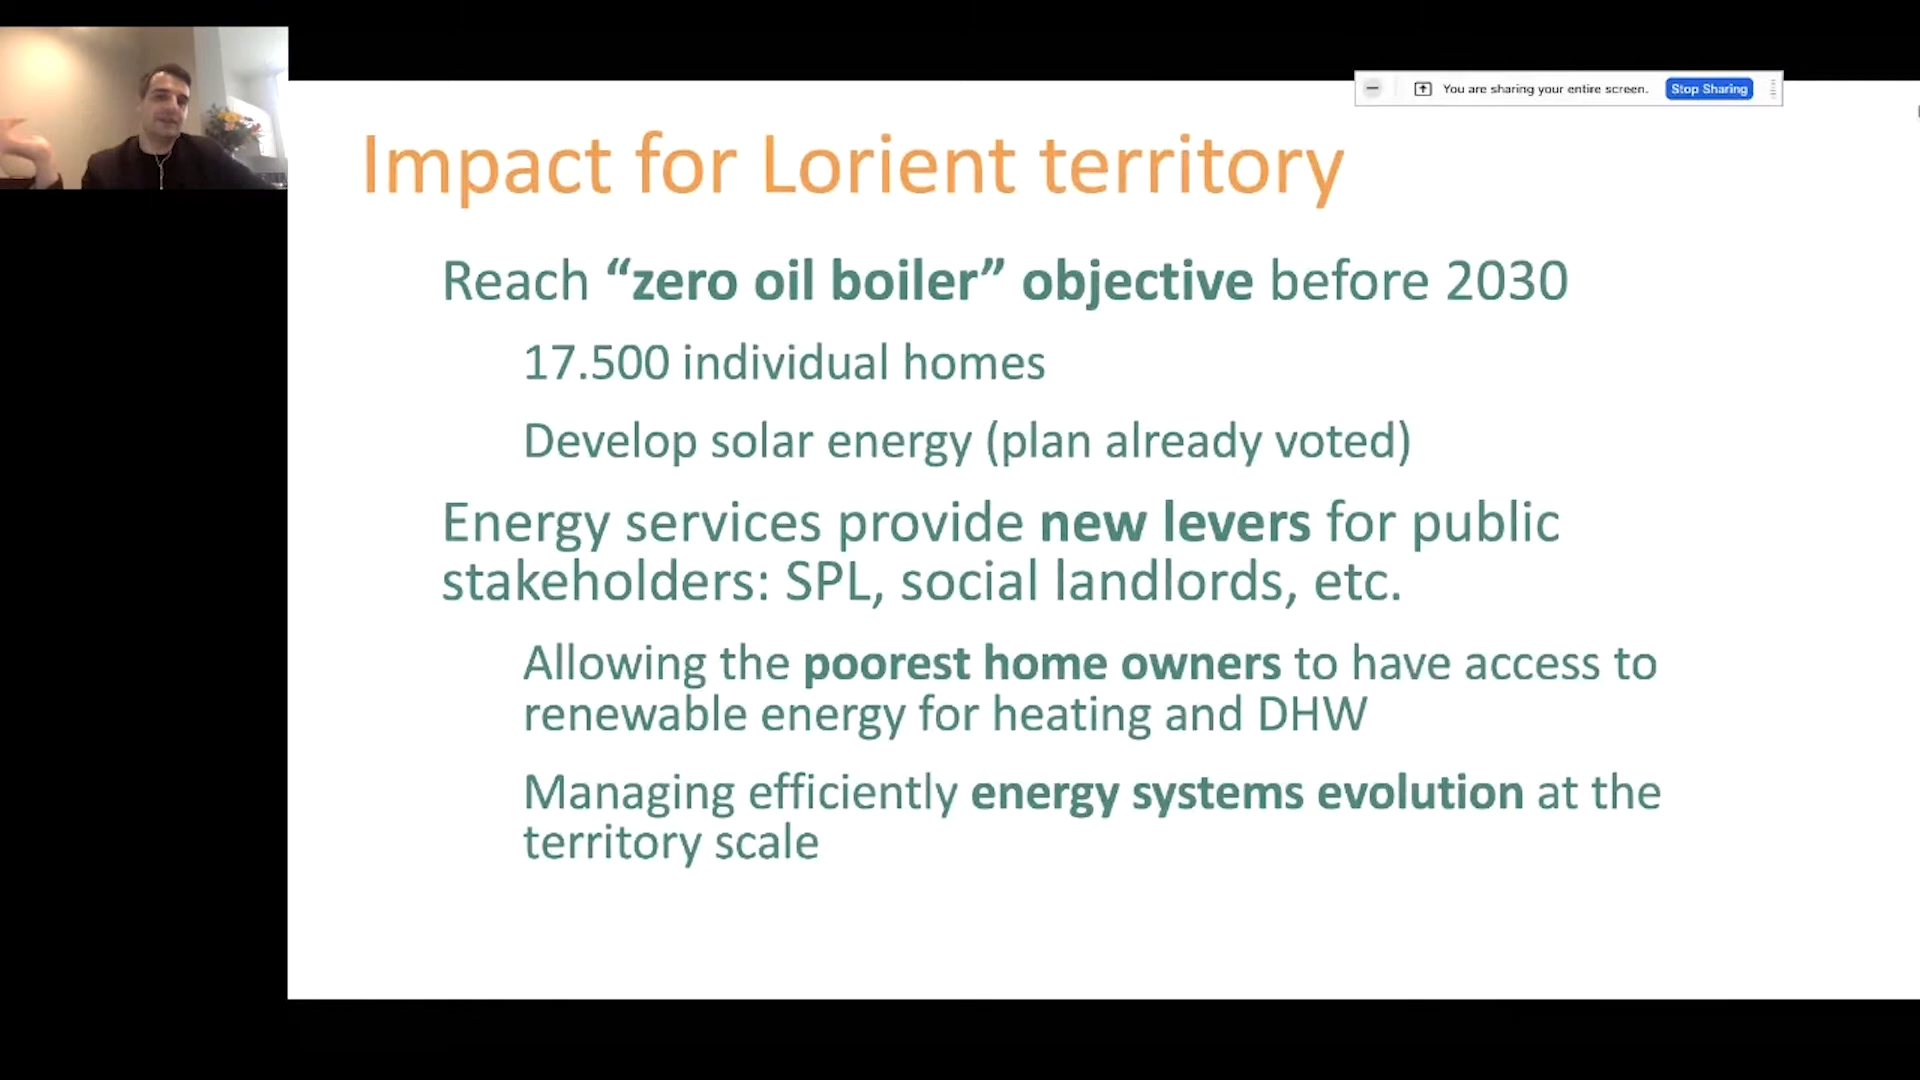 You are sharing your entire screen. Stop Sharing
Impact for Lorient territory
Reach “zero oil boiler” objective before 2030
17.500 individual homes
Develop solar energy (plan already voted)
Energy services provide new levers for public
stakeholders: SPL, social landlords, etc.
Allowing the poorest home owners to have access to
renewable energy for heating and DHW
Managing efficiently energy systems evolution at the
territory scale